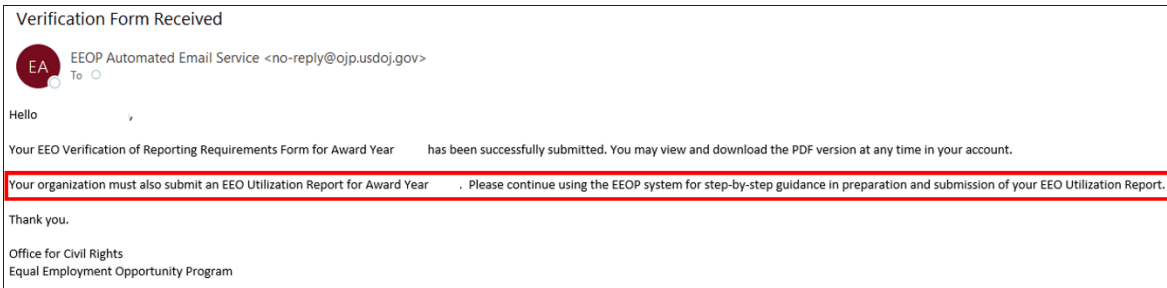 Verification Form Received
EA
EEOP Automated Email Service <no-reply@ojp.usdoj.gov>
To
Hello ,
Your EEO Verification of Reporting Requirements Form for Award Year has been successfully submitted. You may view and download the PDF version at any time in your account.
Your organization must also submit an EEO Utilization Report for Award Year . Please continue using the EEOP system for step-by-step guidance in preparation and submission of your EEO Utilization Report.
Thank you.
Office for Civil Rights
Equal Employment Opportunity Program